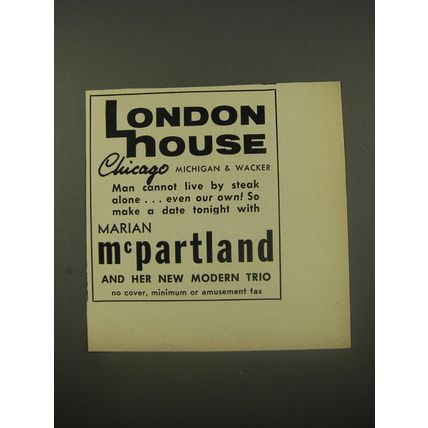 LONDON
house
Chicago MICHIGAN & WACKER
Man cannot live by steak
alone . . . even our own! So
make a date tonight with
MARIAN
mcpartland
AND HER NEW MODERN TRIO
no cover, minimum or amusement tax